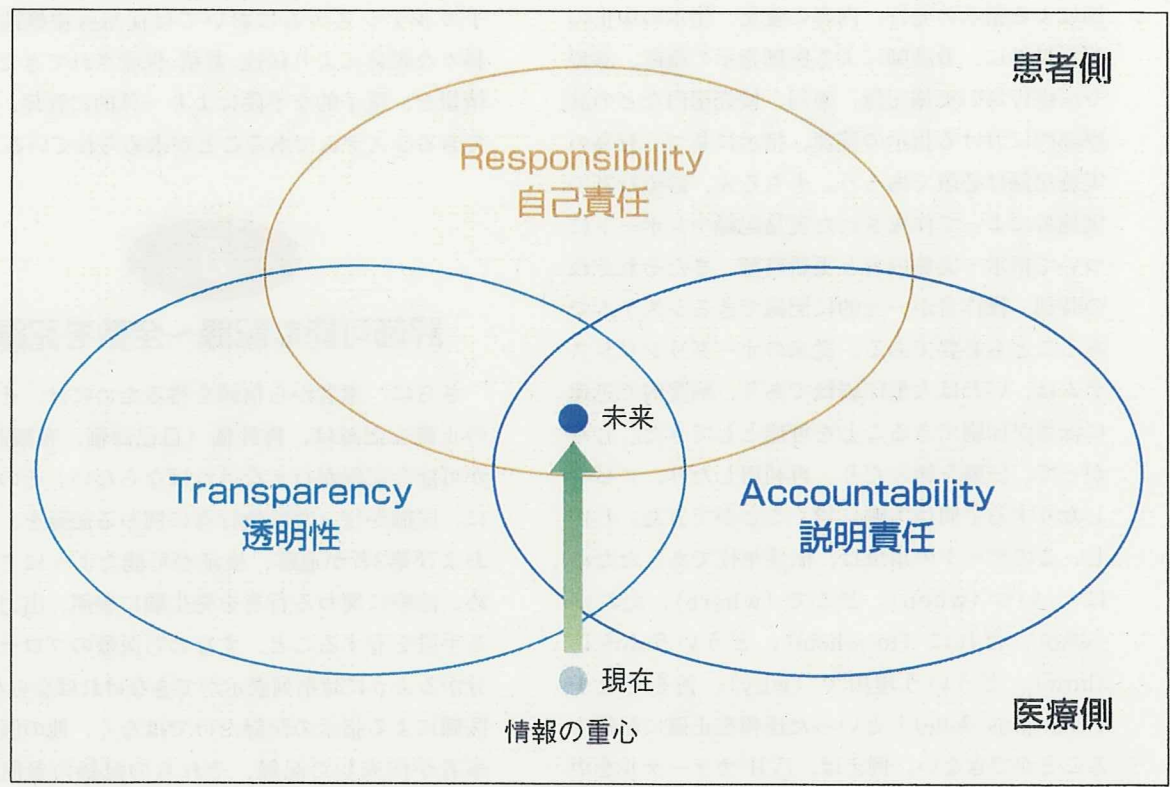 患者側
Responsibility
自己責任
未来
Transparency
透明性
Accountability
説明責任
現在
情報の重心
医療側